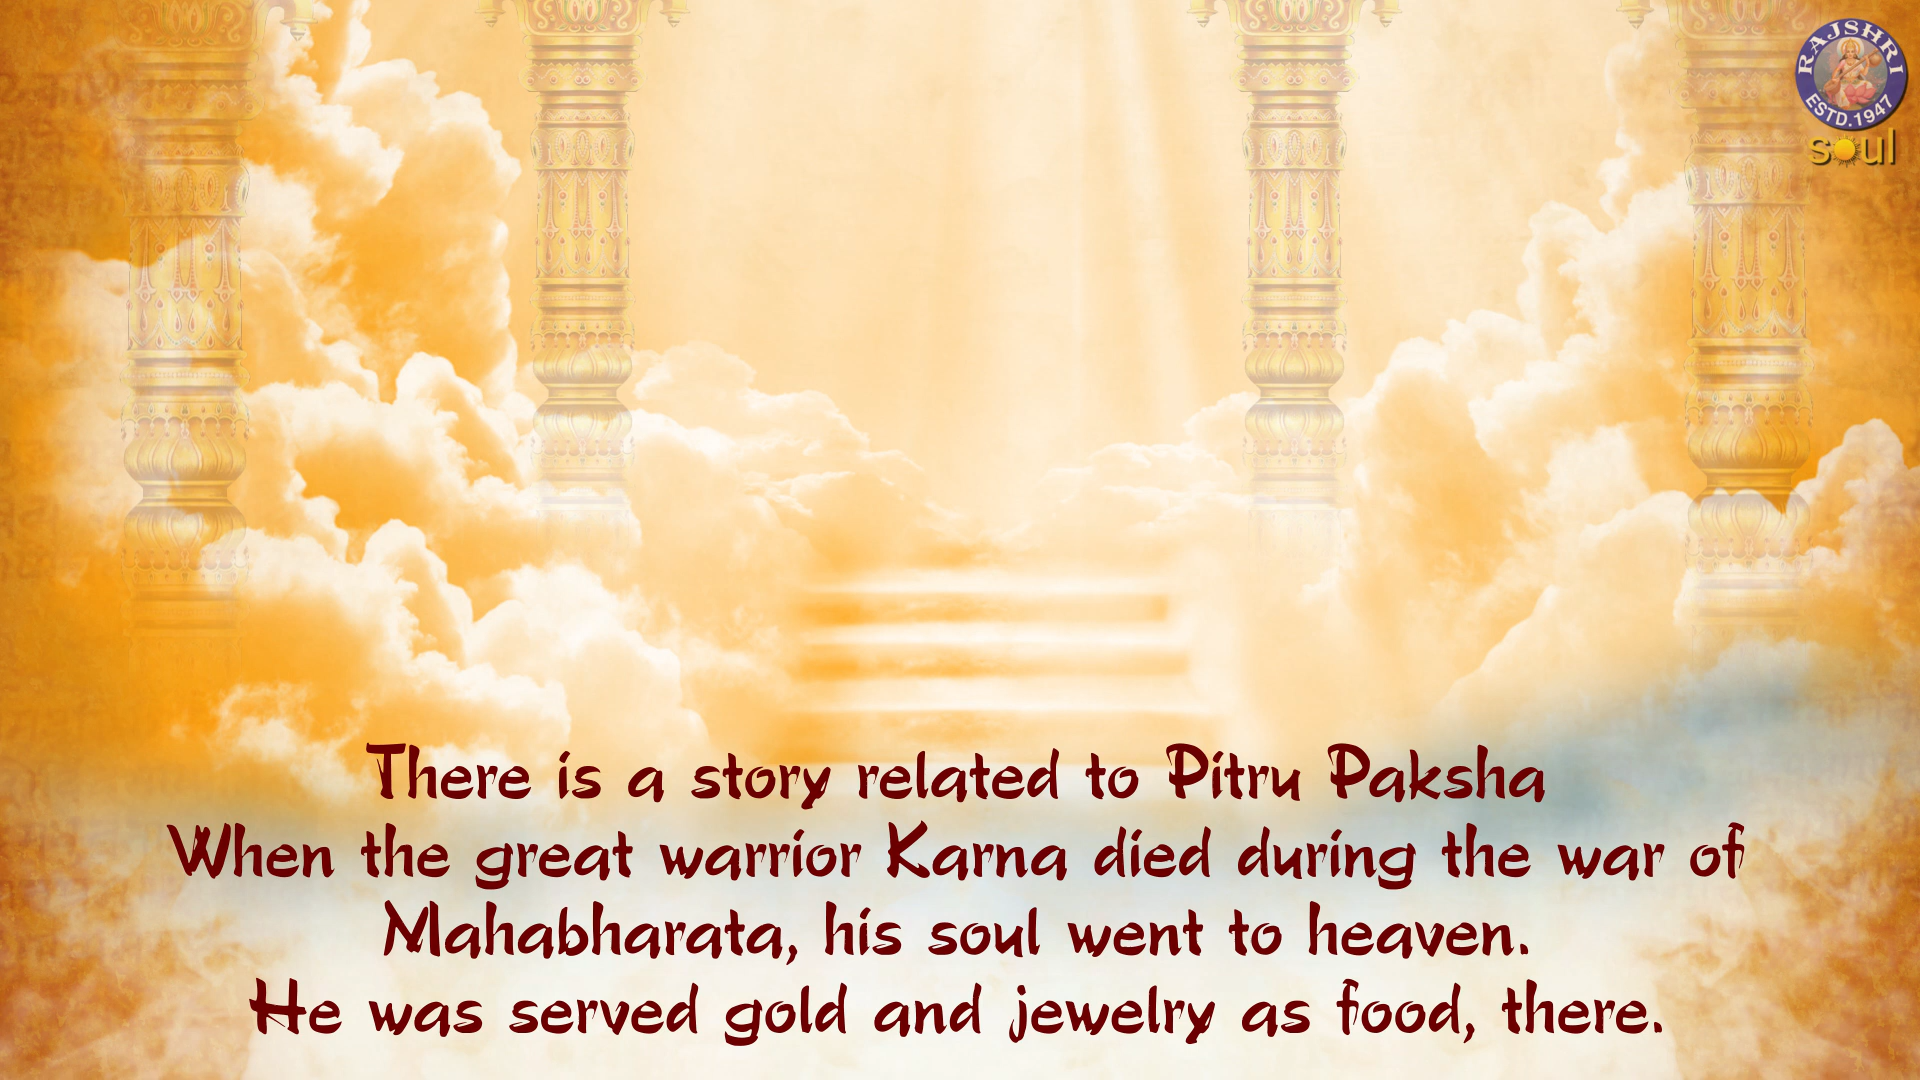 RAJSHRI
ESTD.1947
soul
There is a story related to Pitru Paksha
When the great warrior Karna died during the war of
Mahabharata, his soul went to heaven.
He was served gold and jewelry as food, there.